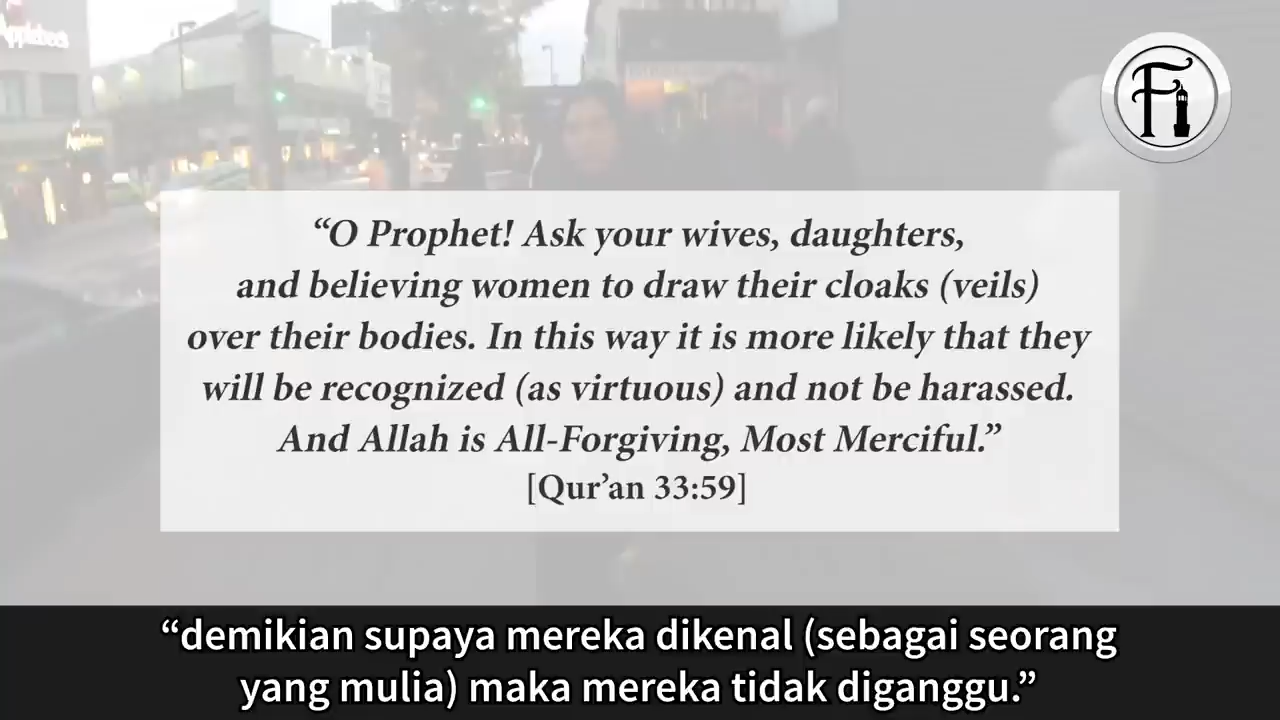 Applebee's
Fi
“O Prophet! Ask your wives, daughters,
and believing women to draw their cloaks (veils)
over their bodies. In this way it is more likely that they
will be recognized (as virtuous) and not be harassed.
And Allah is All-Forgiving, Most Merciful.”
[Qur’an 33:59]
“demikian supaya mereka dikenal (sebagai seorang
yang mulia) maka mereka tidak diganggu.”